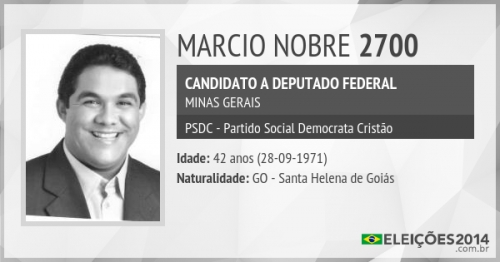 MARCIO NOBRE 2700
CANDIDATO A DEPUTADO FEDERAL
MINAS GERAIS
PSDC - Partido Social Democrata Cristão
Idade: 42 anos (28-09-1971)
Naturalidade: GO - Santa Helena de Goiás
ELEIÇÕES2014
.com.br